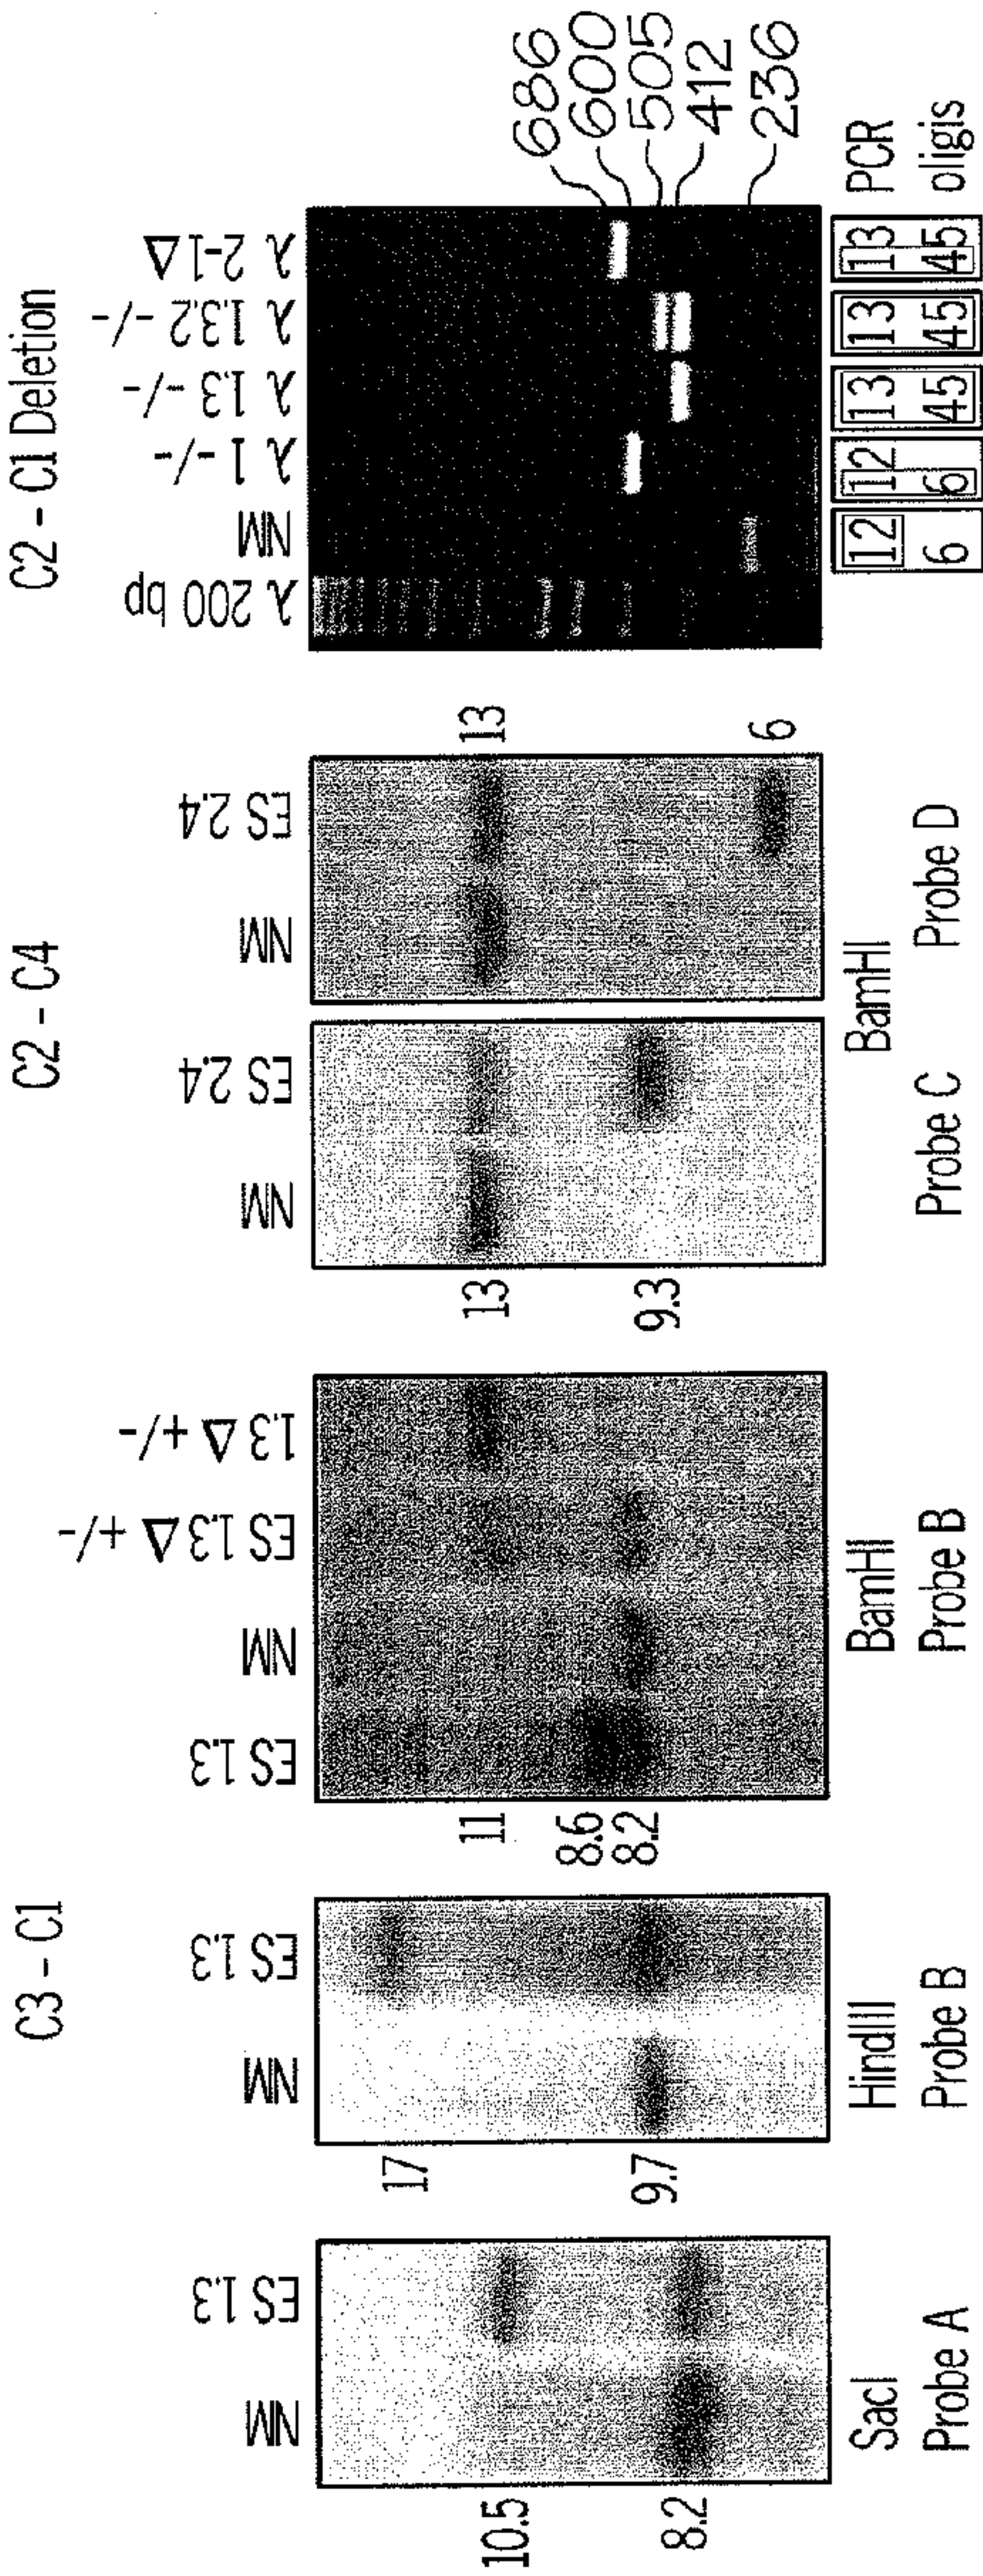 C3 - C1
C2 - C4
C2 - C1 Deletion
NM
ES 1.3
10.5
8.2
SacI
Probe A
NM
ES 1.3
17
9.7
HindIII
Probe B
ES 1.3
NM
ES 1.3 Δ +/-
1.3 Δ +/-
11
8.6
8.2
BamHI
Probe B
NM
ES 2.4
13
9.3
Probe C
NM
ES 2.4
13
6
Probe D
BamHI
λ 200 bp
NM
λ 1 -/-
λ 1.3 -/-
λ 1.3.2 -/-
λ 2-1 Δ
686
600
505
412
236
12 12 13 13 13 PCR
6 6 45 45 45 oligis